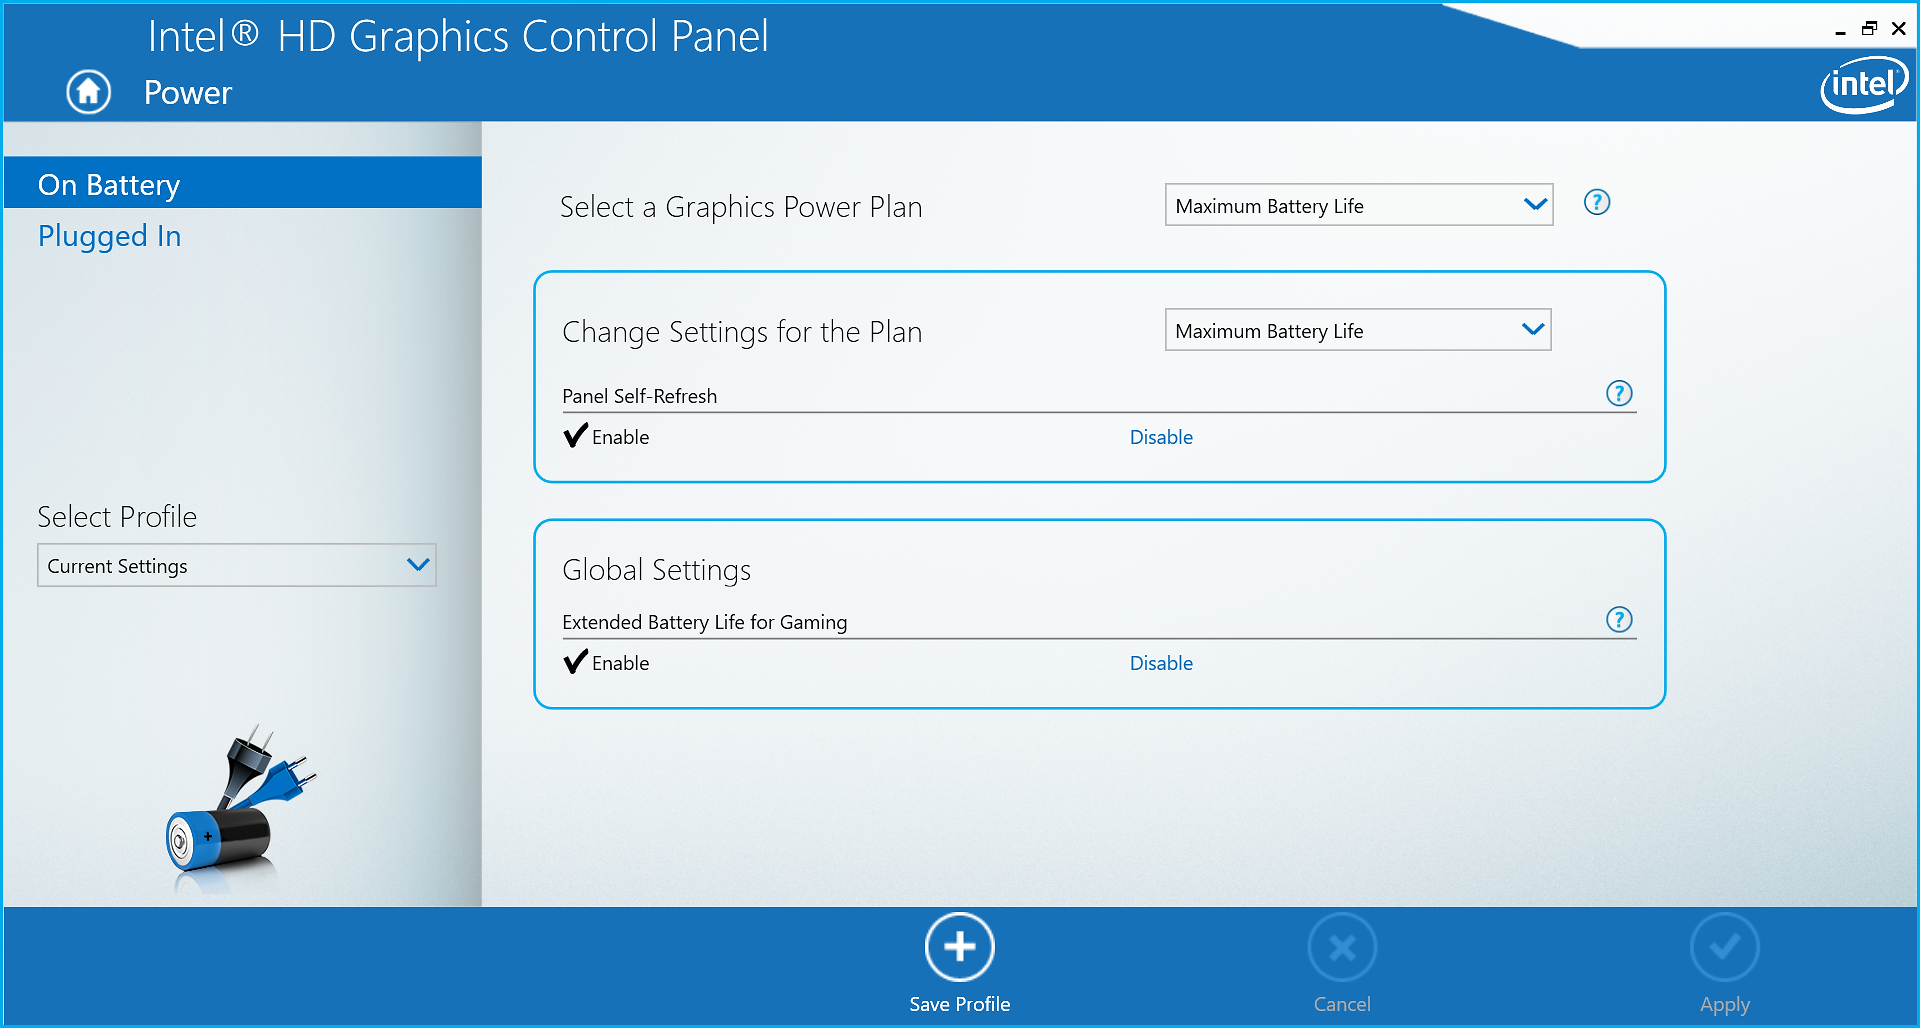 Intel® HD Graphics Control Panel
Power
intel
On Battery
Plugged In
Select a Graphics Power Plan
Maximum Battery Life
?
Change Settings for the Plan
Maximum Battery Life
Panel Self-Refresh
?
Enable
Disable
Select Profile
Current Settings
Global Settings
Extended Battery Life for Gaming
?
Enable
Disable
Save Profile
Cancel
Apply